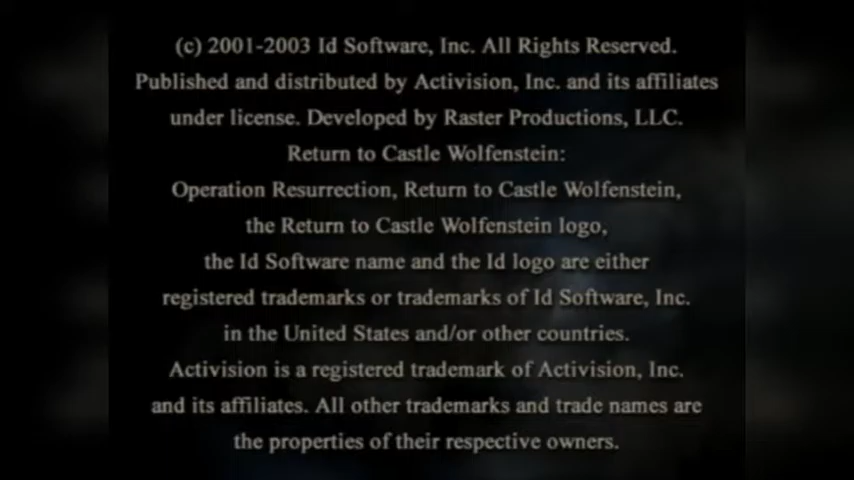 (c) 2001-2003 Id Software, Inc. All Rights Reserved.
Published and distributed by Activision, Inc. and its affiliates
under license. Developed by Raster Productions, LLC.
Return to Castle Wolfenstein:
Operation Resurrection, Return to Castle Wolfenstein,
the Return to Castle Wolfenstein logo,
the Id Software name and the Id logo are either
registered trademarks or trademarks of Id Software, Inc.
in the United States and/or other countries.
Activision is a registered trademark of Activision, Inc.
and its affiliates. All other trademarks and trade names are
the properties of their respective owners.